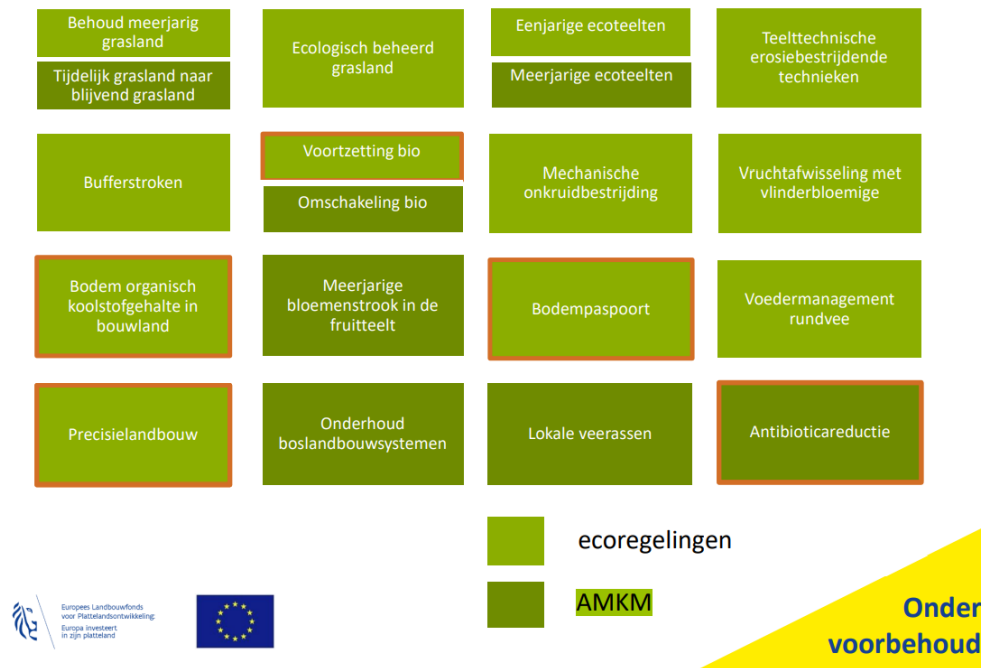 Behoud meerjarig
grasland
Tijdelijk grasland naar
blijvend grasland
Ecologisch beheerd
grasland
Eenjarige ecoteelten
Meerjarige ecoteelten
Teelttechnische
erosiebestrijdende
technieken
Bufferstroken
Voortzetting bio
Omschakeling bio
Mechanische
onkruidbestrijding
Vruchtafwisseling met
vlinderbloemige
Bodem organisch
koolstofgehalte in
bouwland
Meerjarige
bloemenstrook in de
fruitteelt
Bodempaspoort
Voedermanagement
rundvee
Precisielandbouw
Onderhoud
boslandbouwsystemen
Lokale veerassen
Antibioticareductie
ecoregelingen
AMKM
Europees Landbouwfonds
voor Plattelandsontwikkeling:
Europa investeert
in zijn platteland
Onder
voorbehoud